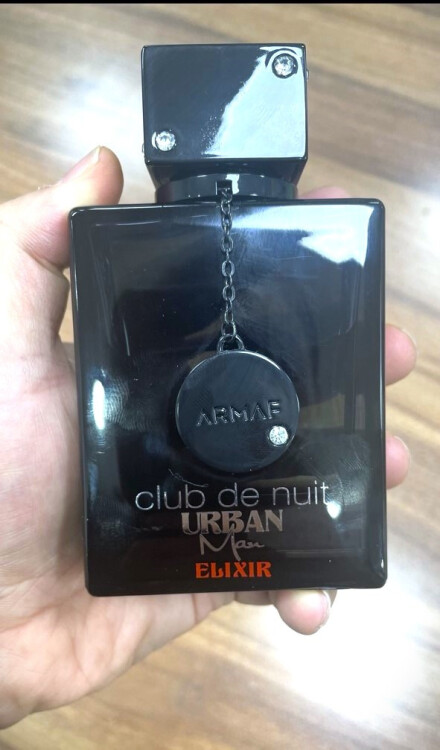 ARMAF
club de nuit
URBAN
Man
ELIXIR